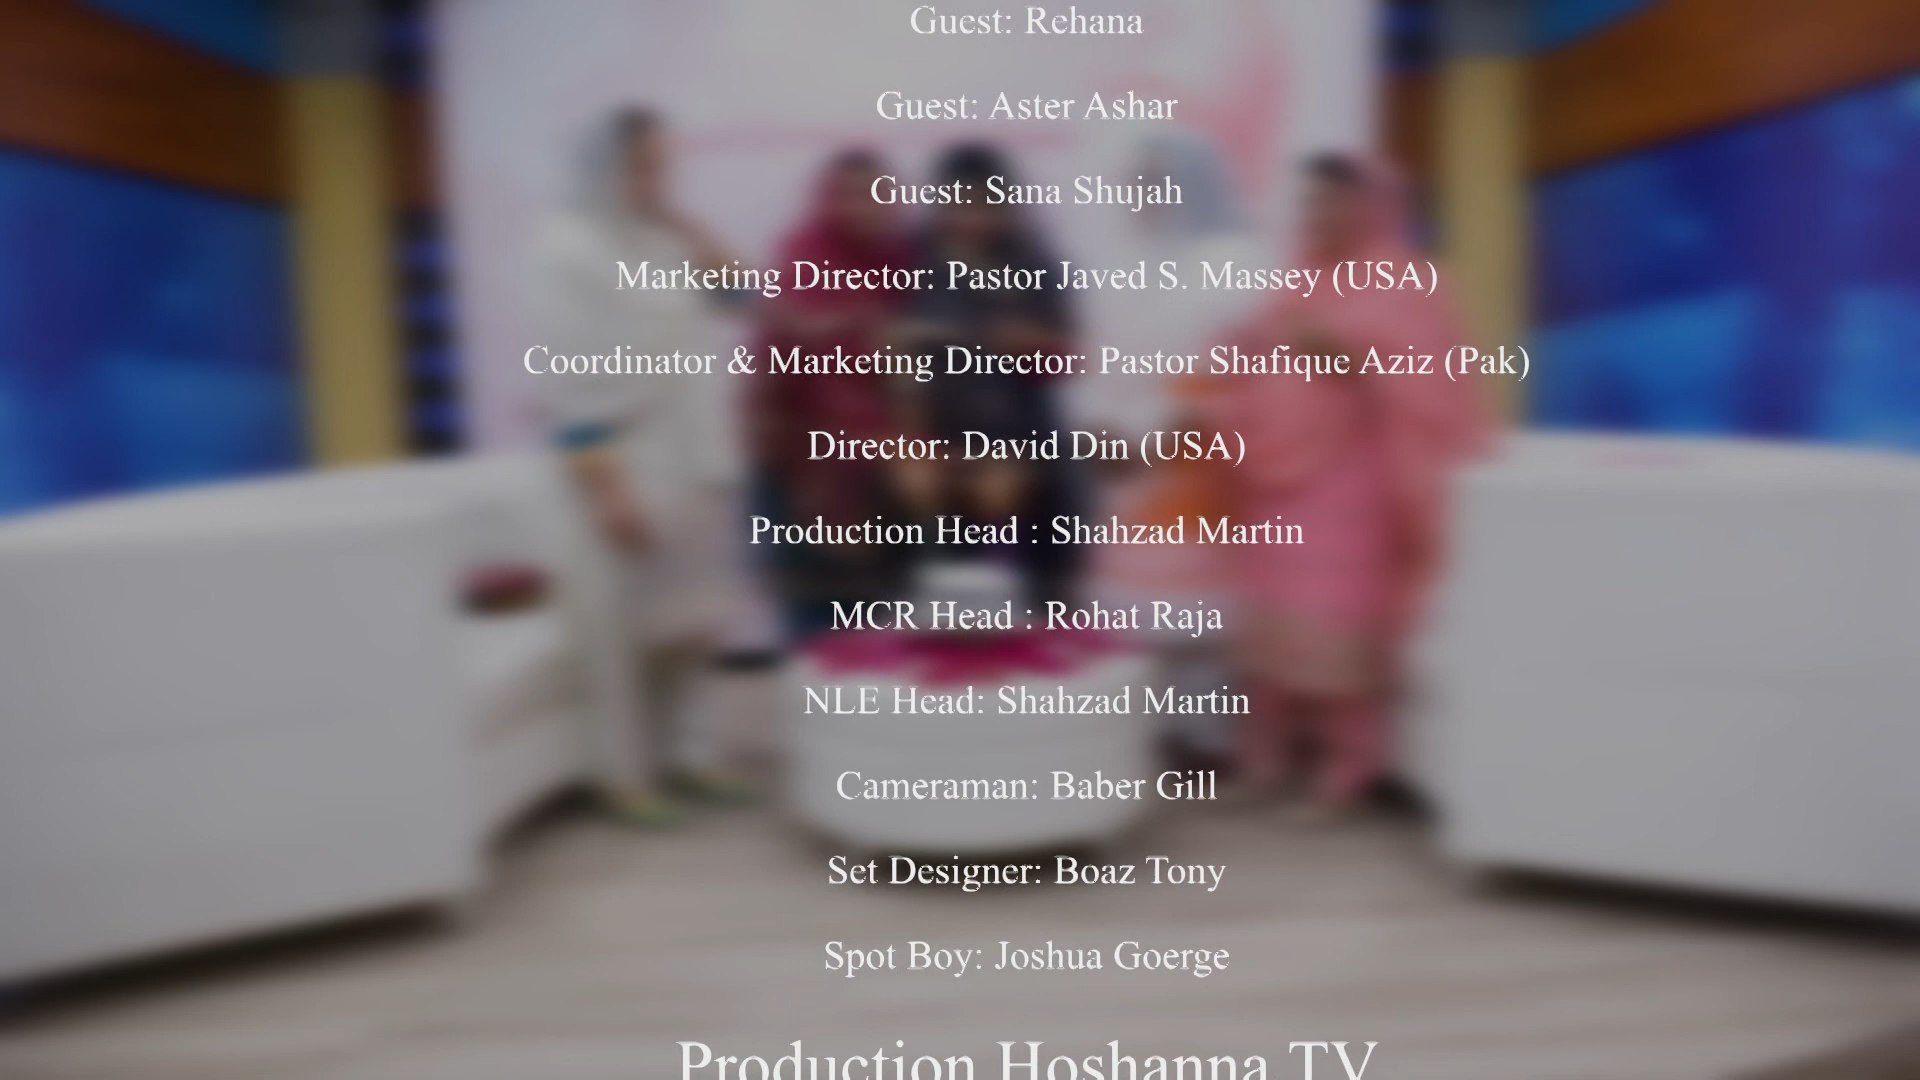 Guest: Rehana
Guest: Aster Ashar
Guest: Sana Shujah
Marketing Director: Pastor Javed S. Massey (USA)
Coordinator & Marketing Director: Pastor Shafique Aziz (Pak)
Director: David Din (USA)
Production Head : Shahzad Martin
MCR Head : Rohat Raja
NLE Head: Shahzad Martin
Cameraman: Baber Gill
Set Designer: Boaz Tony
Spot Boy: Joshua Goerge
Production Hoshanna TV